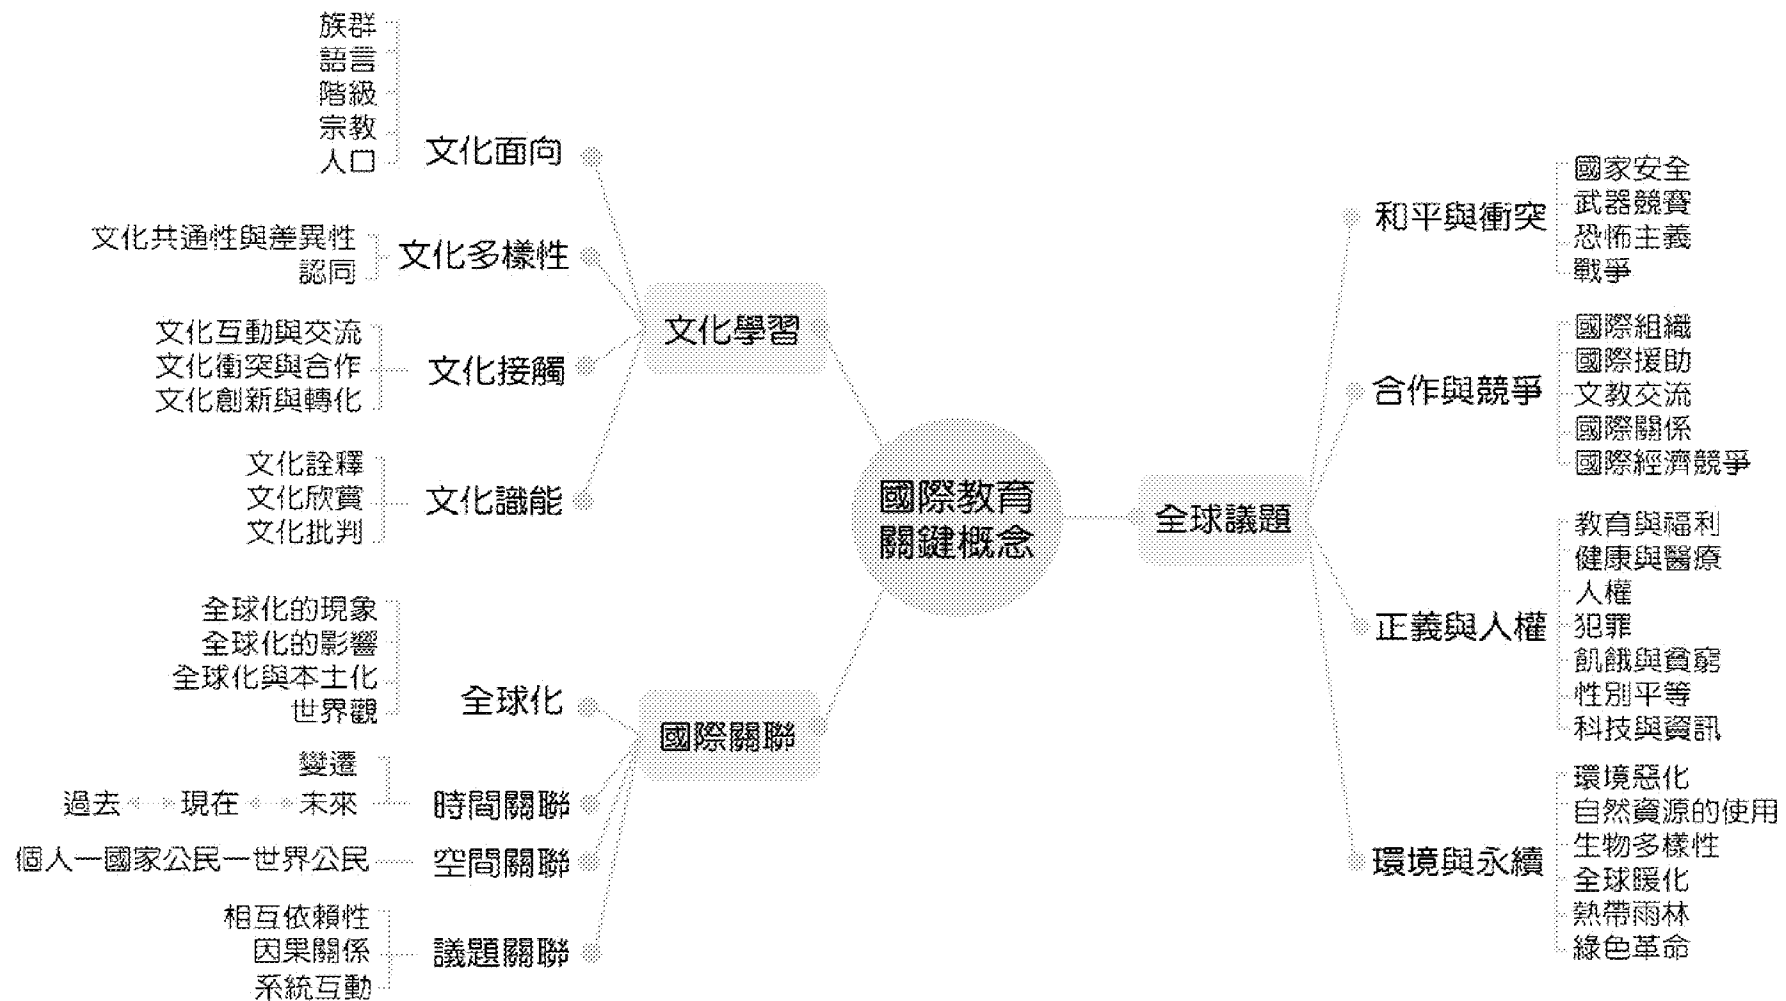 國際教育
關鍵概念
文化學習
文化面向
族群
語言
階級
宗教
人口
文化多樣性
文化共通性與差異性
認同
文化接觸
文化互動與交流
文化衝突與合作
文化創新與轉化
文化識能
文化詮釋
文化欣賞
文化批判
國際關聯
全球化
全球化的現象
全球化的影響
全球化與本土化
世界觀
時間關聯
變遷
過去 現在 未來
空間關聯
個人—國家公民—世界公民
議題關聯
相互依賴性
因果關係
系統互動
全球議題
和平與衝突
國家安全
武器競賽
恐怖主義
戰爭
合作與競爭
國際組織
國際援助
文教交流
國際關係
國際經濟競爭
正義與人權
教育與福利
健康與醫療
人權
犯罪
飢餓與貧窮
性別平等
科技與資訊
環境與永續
環境惡化
自然資源的使用
生物多樣性
全球暖化
熱帶雨林
綠色革命